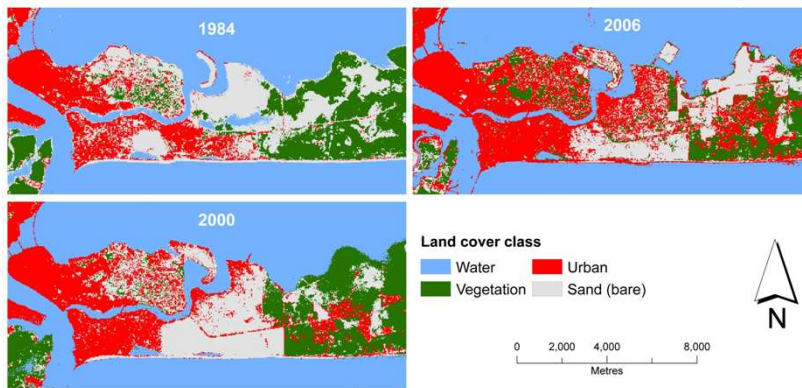 1984
2006
2000
Land cover class
Water
Urban
Vegetation
Sand (bare)
N
0 2,000 4,000 8,000
Metres